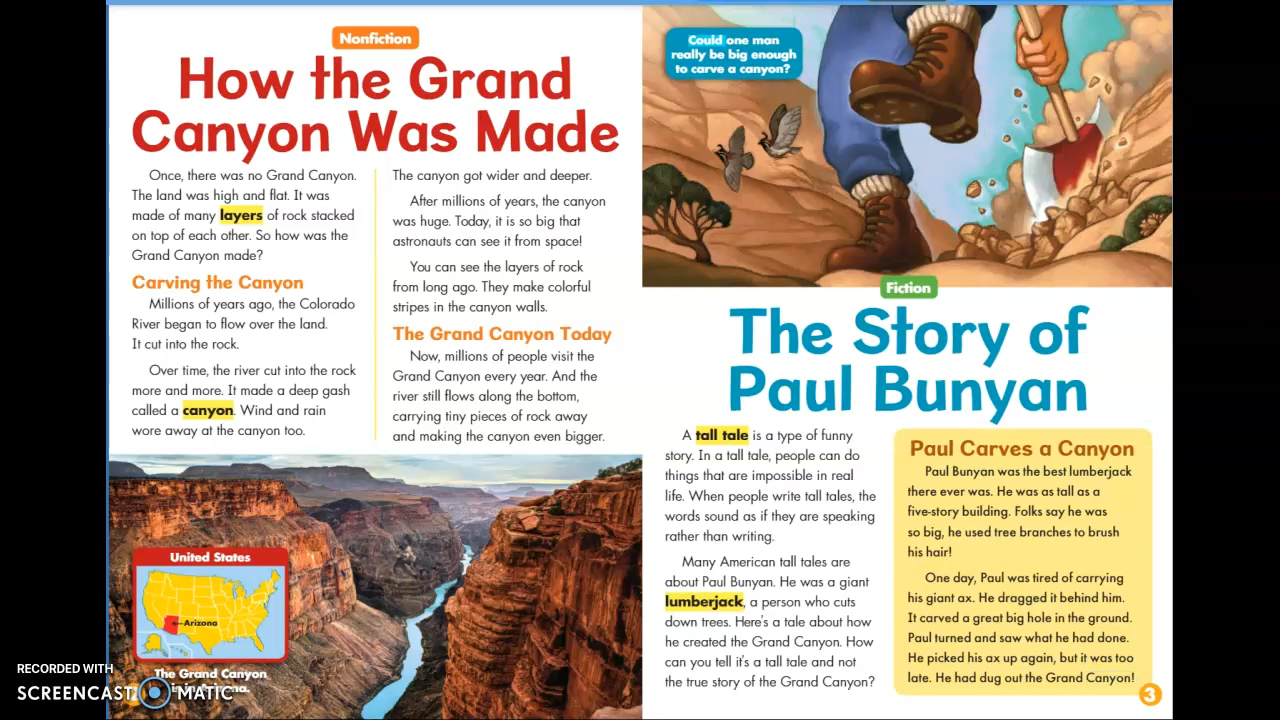 Nonfiction
How the Grand
Canyon Was Made
Once, there was no Grand Canyon.
The land was high and flat. It was
made of many layers of rock stacked
on top of each other. So how was the
Grand Canyon made?
Carving the Canyon
Millions of years ago, the Colorado
River began to flow over the land.
It cut into the rock.
Over time, the river cut into the rock
more and more. It made a deep gash
called a canyon. Wind and rain
wore away at the canyon too.
The canyon got wider and deeper.
After millions of years, the canyon
was huge. Today, it is so big that
astronauts can see it from space!
You can see the layers of rock
from long ago. They make colorful
stripes in the canyon walls.
The Grand Canyon Today
Now, millions of people visit the
Grand Canyon every year. And the
river still flows along the bottom,
carrying tiny pieces of rock away
and making the canyon even bigger.
United States
Arizona
The Grand Canyon
RECORDED WITH
SCREENCAST MATIC
Could one man
really be big enough
to carve a canyon?
Fiction
The Story of
Paul Bunyan
A tall tale is a type of funny
story. In a tall tale, people can do
things that are impossible in real
life. When people write tall tales, the
words sound as if they are speaking
rather than writing.
Many American tall tales are
about Paul Bunyan. He was a giant
lumberjack, a person who cuts
down trees. Here's a tale about how
he created the Grand Canyon. How
can you tell it's a tall tale and not
the true story of the Grand Canyon?
Paul Carves a Canyon
Paul Bunyan was the best lumberjack
there ever was. He was as tall as a
five-story building. Folks say he was
so big, he used tree branches to brush
his hair!
One day, Paul was tired of carrying
his giant ax. He dragged it behind him.
It carved a great big hole in the ground.
Paul turned and saw what he had done.
He picked his ax up again, but it was too
late. He had dug out the Grand Canyon!
3